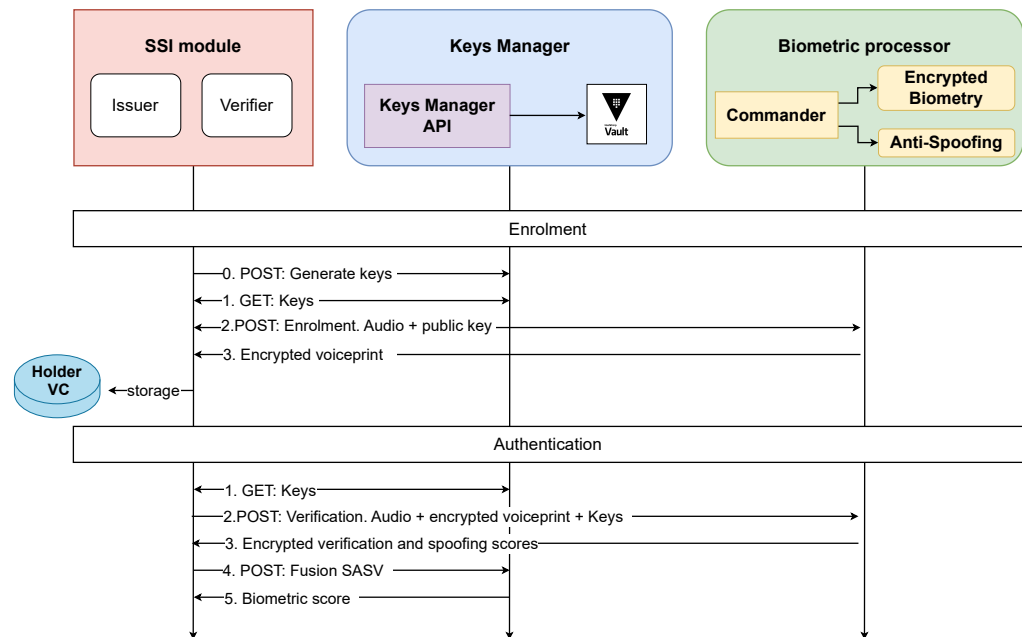 SSI module
Issuer
Verifier
Keys Manager
Keys Manager
API
Vault
Biometric processor
Commander
Encrypted
Biometry
Anti-Spoofing
Enrolment
0. POST: Generate keys
1. GET: Keys
2.POST: Enrolment. Audio + public key
3. Encrypted voiceprint
Holder
VC
storage
Authentication
1. GET: Keys
2.POST: Verification. Audio + encrypted voiceprint + Keys
3. Encrypted verification and spoofing scores
4. POST: Fusion SASV
5. Biometric score